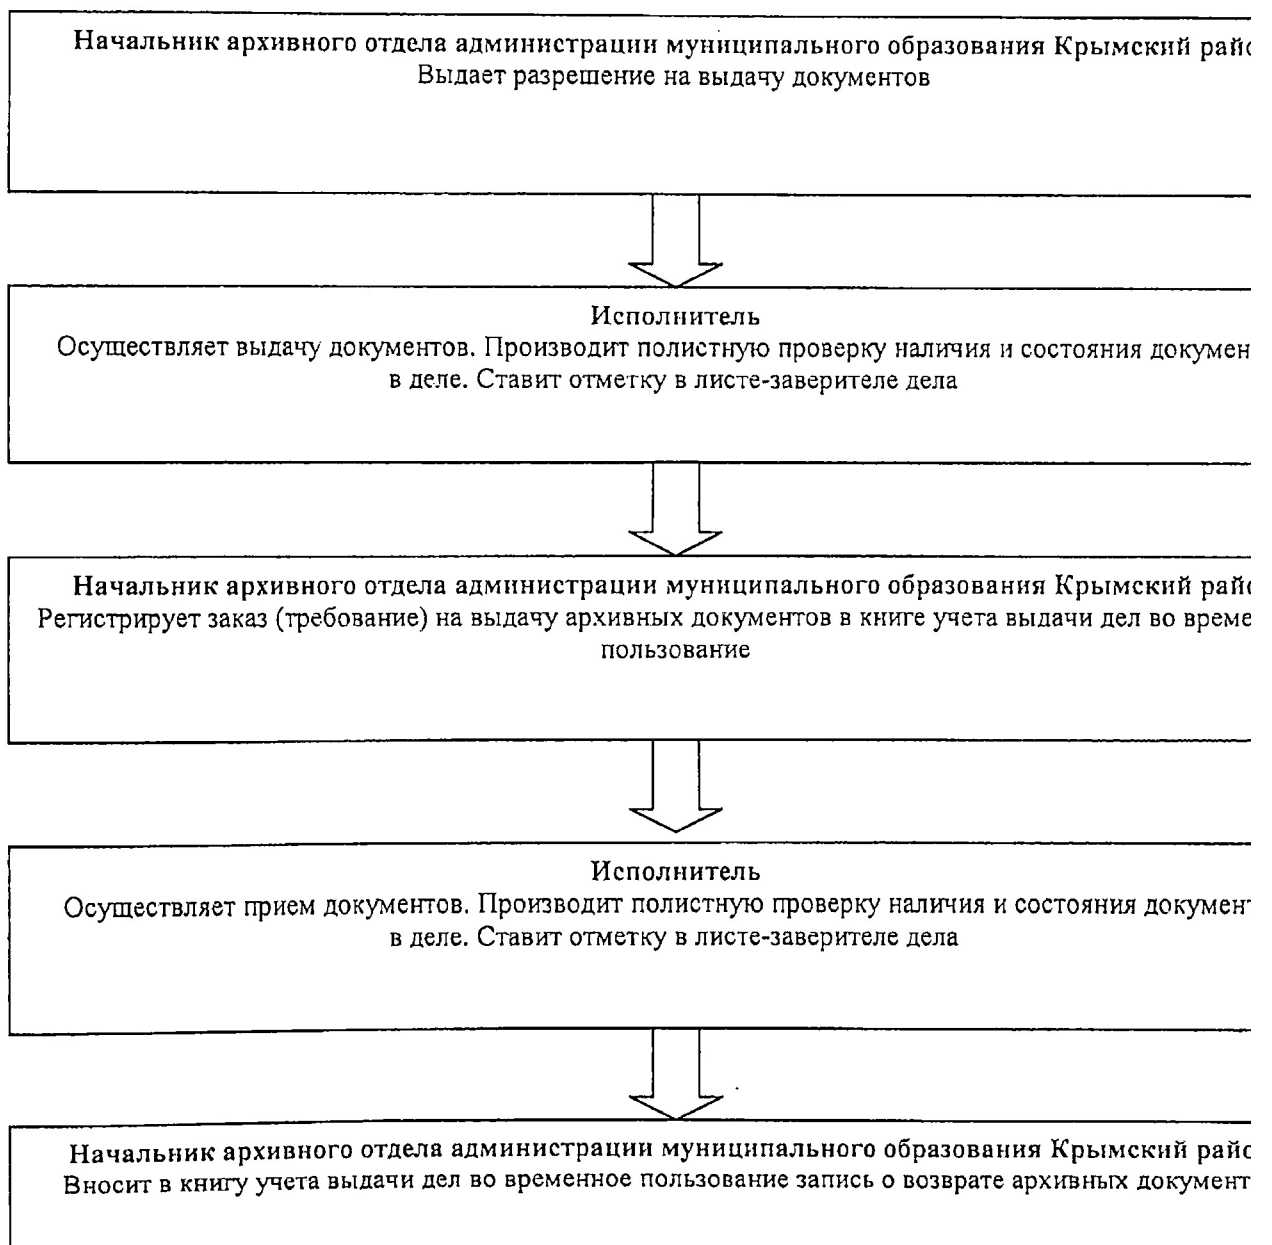 Начальник архивного отдела администрации муниципального образования Крымский райо
Выдает разрешение на выдачу документов
Исполнитель
Осуществляет выдачу документов. Производит полистную проверку наличия и состояния докумен
в деле. Ставит отметку в листе-заверителе дела
Начальник архивного отдела администрации муниципального образования Крымский райо
Регистрирует заказ (требование) на выдачу архивных документов в книге учета выдачи дел во време
пользование
Исполнитель
Осуществляет прием документов. Производит полистную проверку наличия и состояния документ
в деле. Ставит отметку в листе-заверителе дела
Начальник архивного отдела администрации муниципального образования Крымский райо
Вносит в книгу учета выдачи дел во временное пользование запись о возврате архивных документ